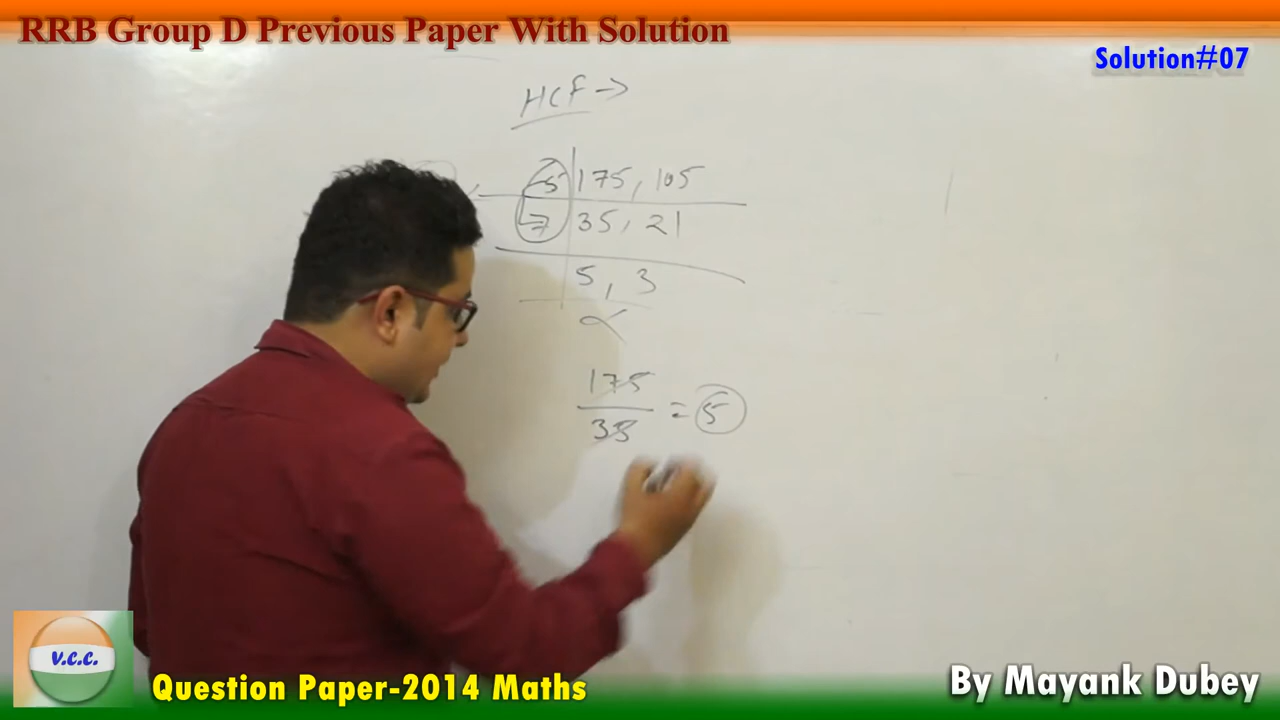 RRB Group D Previous Paper With Solution
Solution#07
HCF →
5 175, 105
7 35, 21
5, 3
175
35 = 5
V.C.C.
Question Paper-2014 Maths
By Mayank Dubey